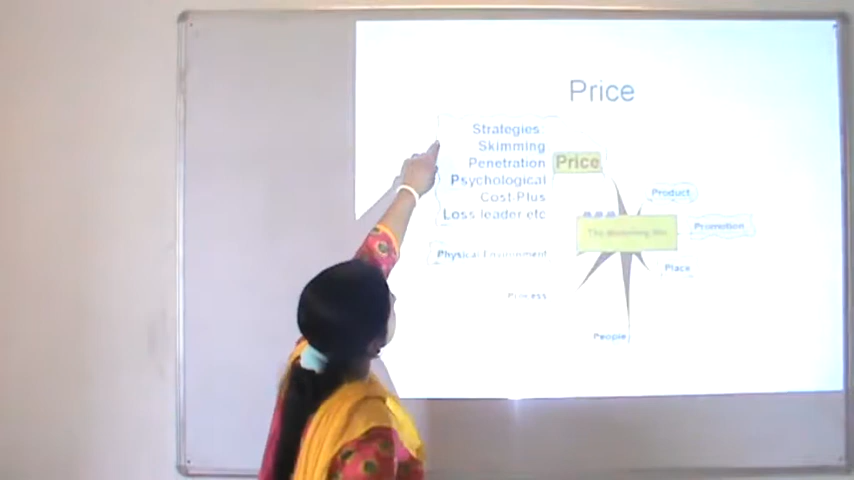 Price
Strategies
Skimming
Penetration
Psychological
Cost-Plus
Loss leader etc
Price
Product
Promotion
The Marketing Mix
Physical Environment
Place
Process
People